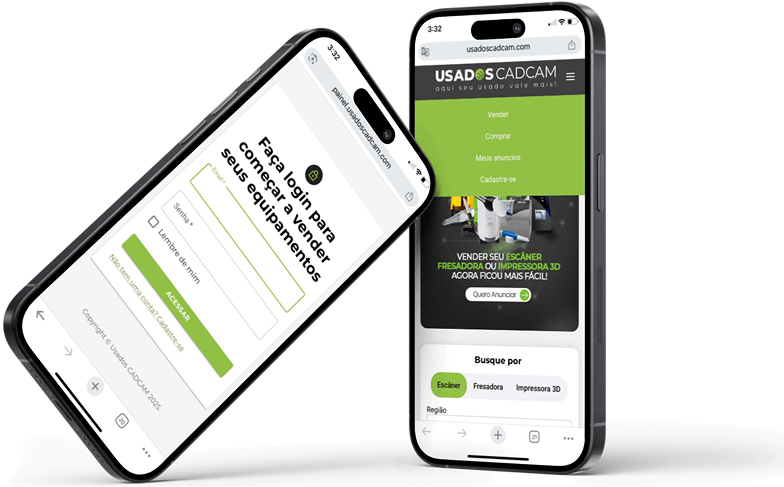 3:32
painel.usadoscadcam.com
Faça login para
começar a vender
seus equipamentos
Email *
Senha *
Lembre de mim
ACESSAR
Não tem uma conta? Cadastre-se
Copyright © Usados CADCAM 2025.
20
3:32
usadoscadcam.com
USADOS CADCAM
aqui seu usado vale mais!
Vender
Comprar
Meus anuncios
Cadastre-se
VENDER SEU ESCÂNER
FRESADORA OU IMPRESSORA 3D
AGORA FICOU MAIS FÁCIL!
Quero Anunciar
Busque por
Escâner Fresadora Impressora 3D
Região
21